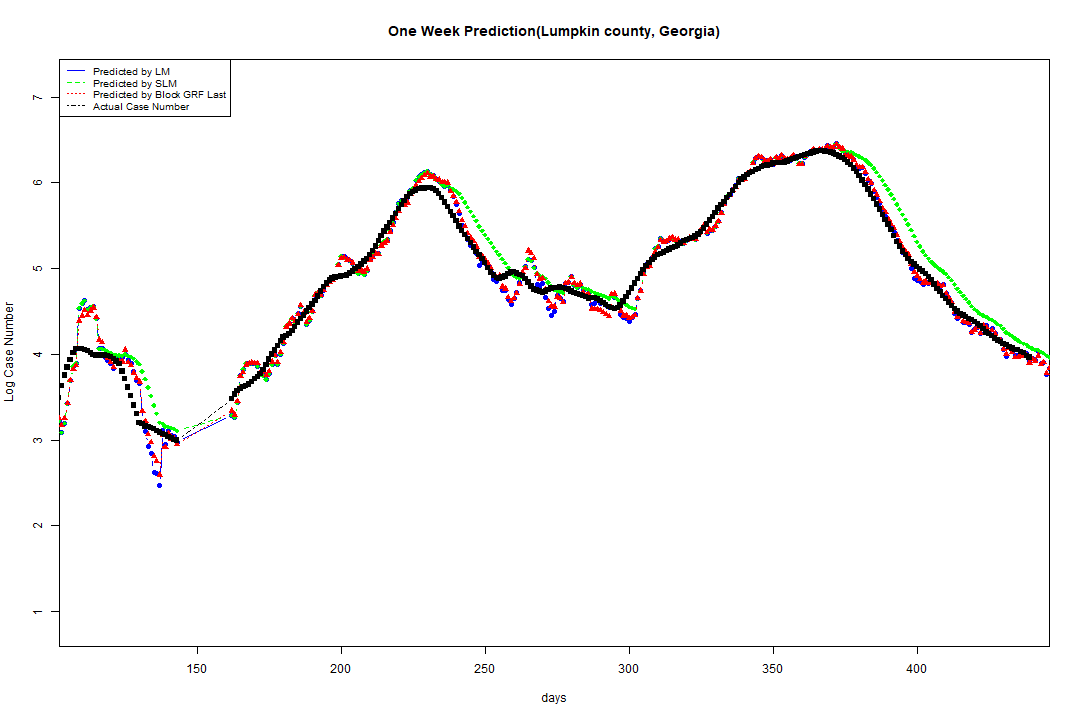 One Week Prediction(Lumpkin county, Georgia)
Predicted by LM
Predicted by SLM
Predicted by Block GRF Last
Actual Case Number
Log Case Number
7
6
5
4
3
2
1
150 200 250 300 350 400
days